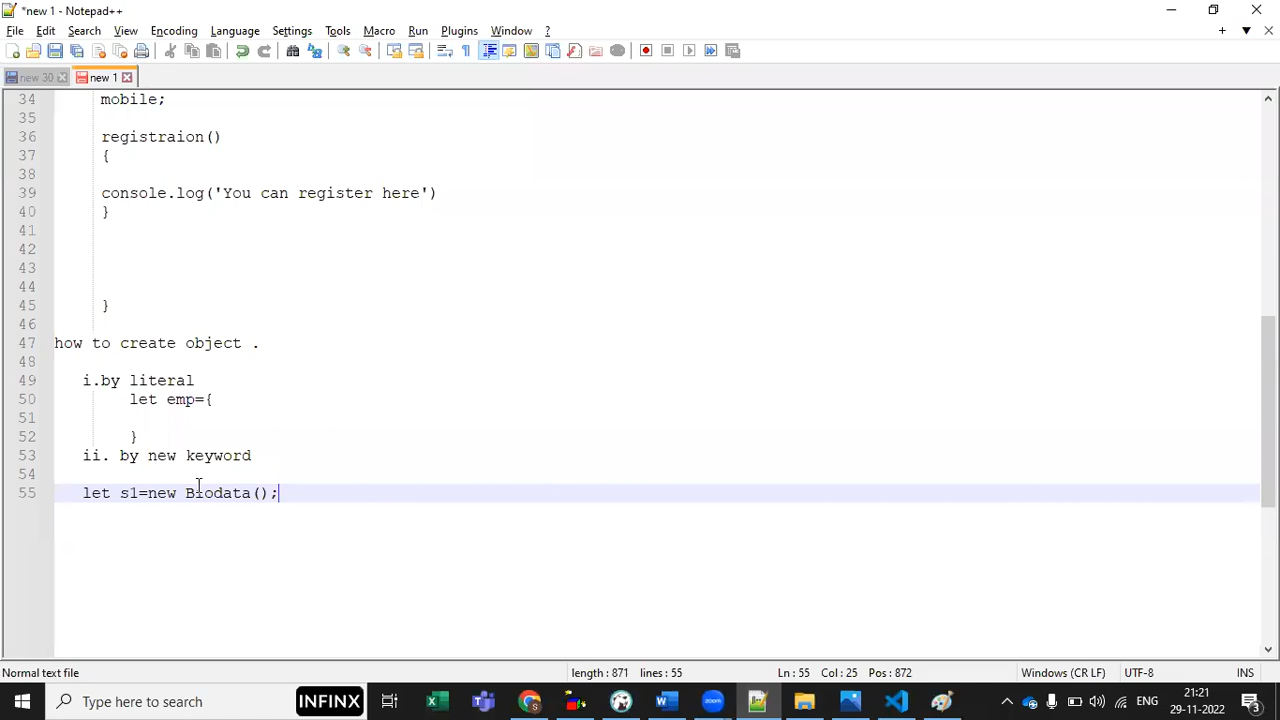 *new 1 - Notepad++
File Edit Search View Encoding Language Settings Tools Macro Run Plugins Window ?
new 30 new 1
34 mobile;
35
36 registraion()
37 {
38
39 console.log('You can register here')
40 }
41
42
43
44
45 }
46
47 how to create object .
48
49 i.by literal
50 let emp={
51
52 }
53 ii. by new keyword
54
55 let s1=new Biodata();
Normal text file length : 871 lines : 55 Ln : 55 Col : 25 Pos : 872 Windows (CR LF) UTF-8 INS
Type here to search INFINX ENG 21:21
29-11-2022 3